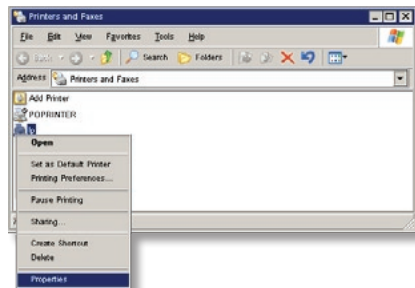 Printers and Faxes
File Edit View Favorites Tools Help
Back Search Folders
Address Printers and Faxes
Add Printer
POPRINTER
Open
Set as Default Printer
Printing Preferences...
Pause Printing
Sharing...
Create Shortcut
Delete
Properties